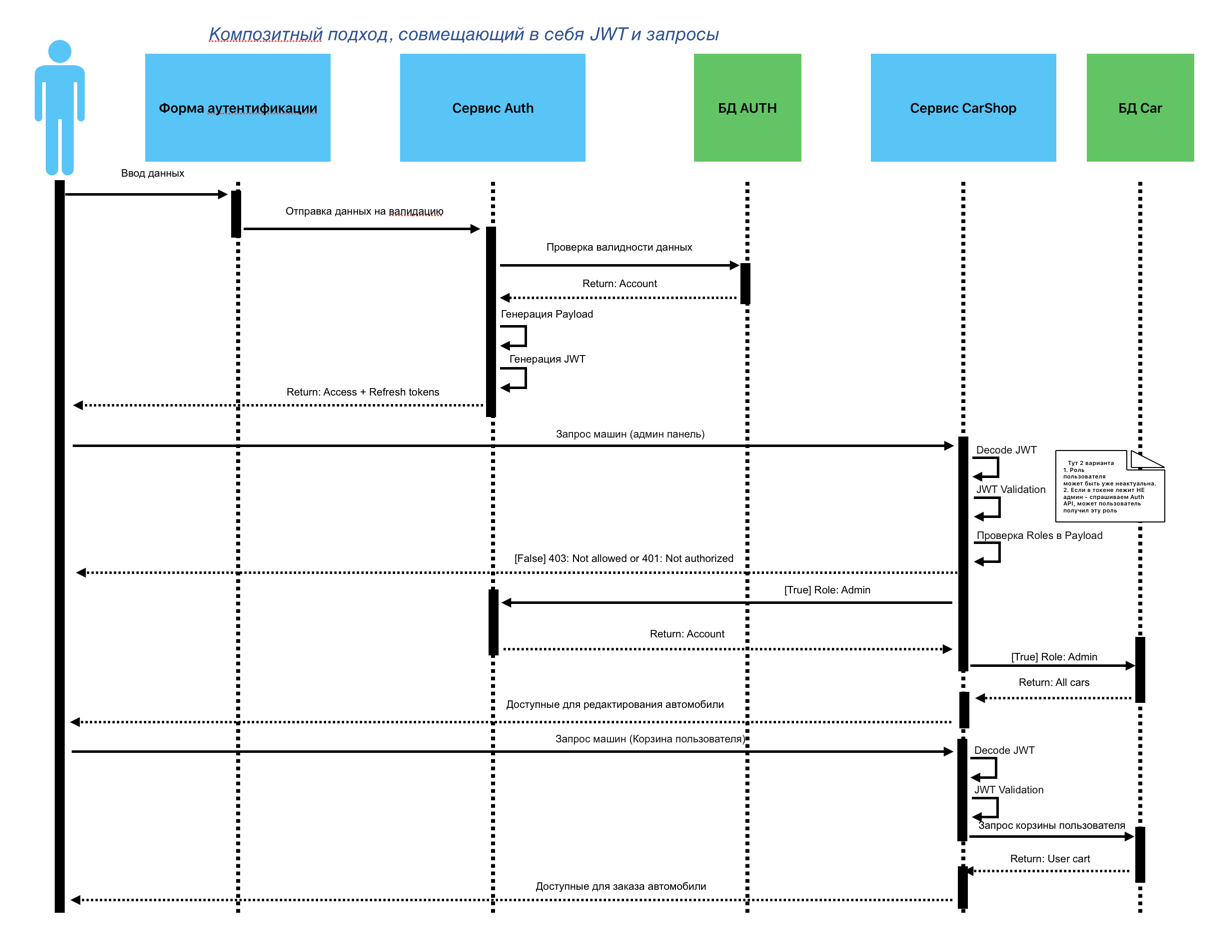 Композитный подход, совмещающий в себя JWT и запросы
Форма аутентификации
Сервис Auth
БД AUTH
Сервис CarShop
БД Car
Ввод данных
Отправка данных на валидацию
Проверка валидности данных
Return: Account
Генерация Payload
Генерация JWT
Return: Access + Refresh tokens
Запрос машин (админ панель)
Decode JWT
Тут 2 варианта
1. Роль
пользователя
может быть уже неактуальна.
2. Если в токене лежит НЕ
админ - спрашиваем Auth
API, может пользователь
получил эту роль
JWT Validation
Проверка Roles в Payload
[False] 403: Not allowed or 401: Not authorized
[True] Role: Admin
Return: Account
[True] Role: Admin
Return: All cars
Доступные для редактирования автомобили
Запрос машин (Корзина пользователя)
Decode JWT
JWT Validation
Запрос корзины пользователя
Return: User cart
Доступные для заказа автомобили